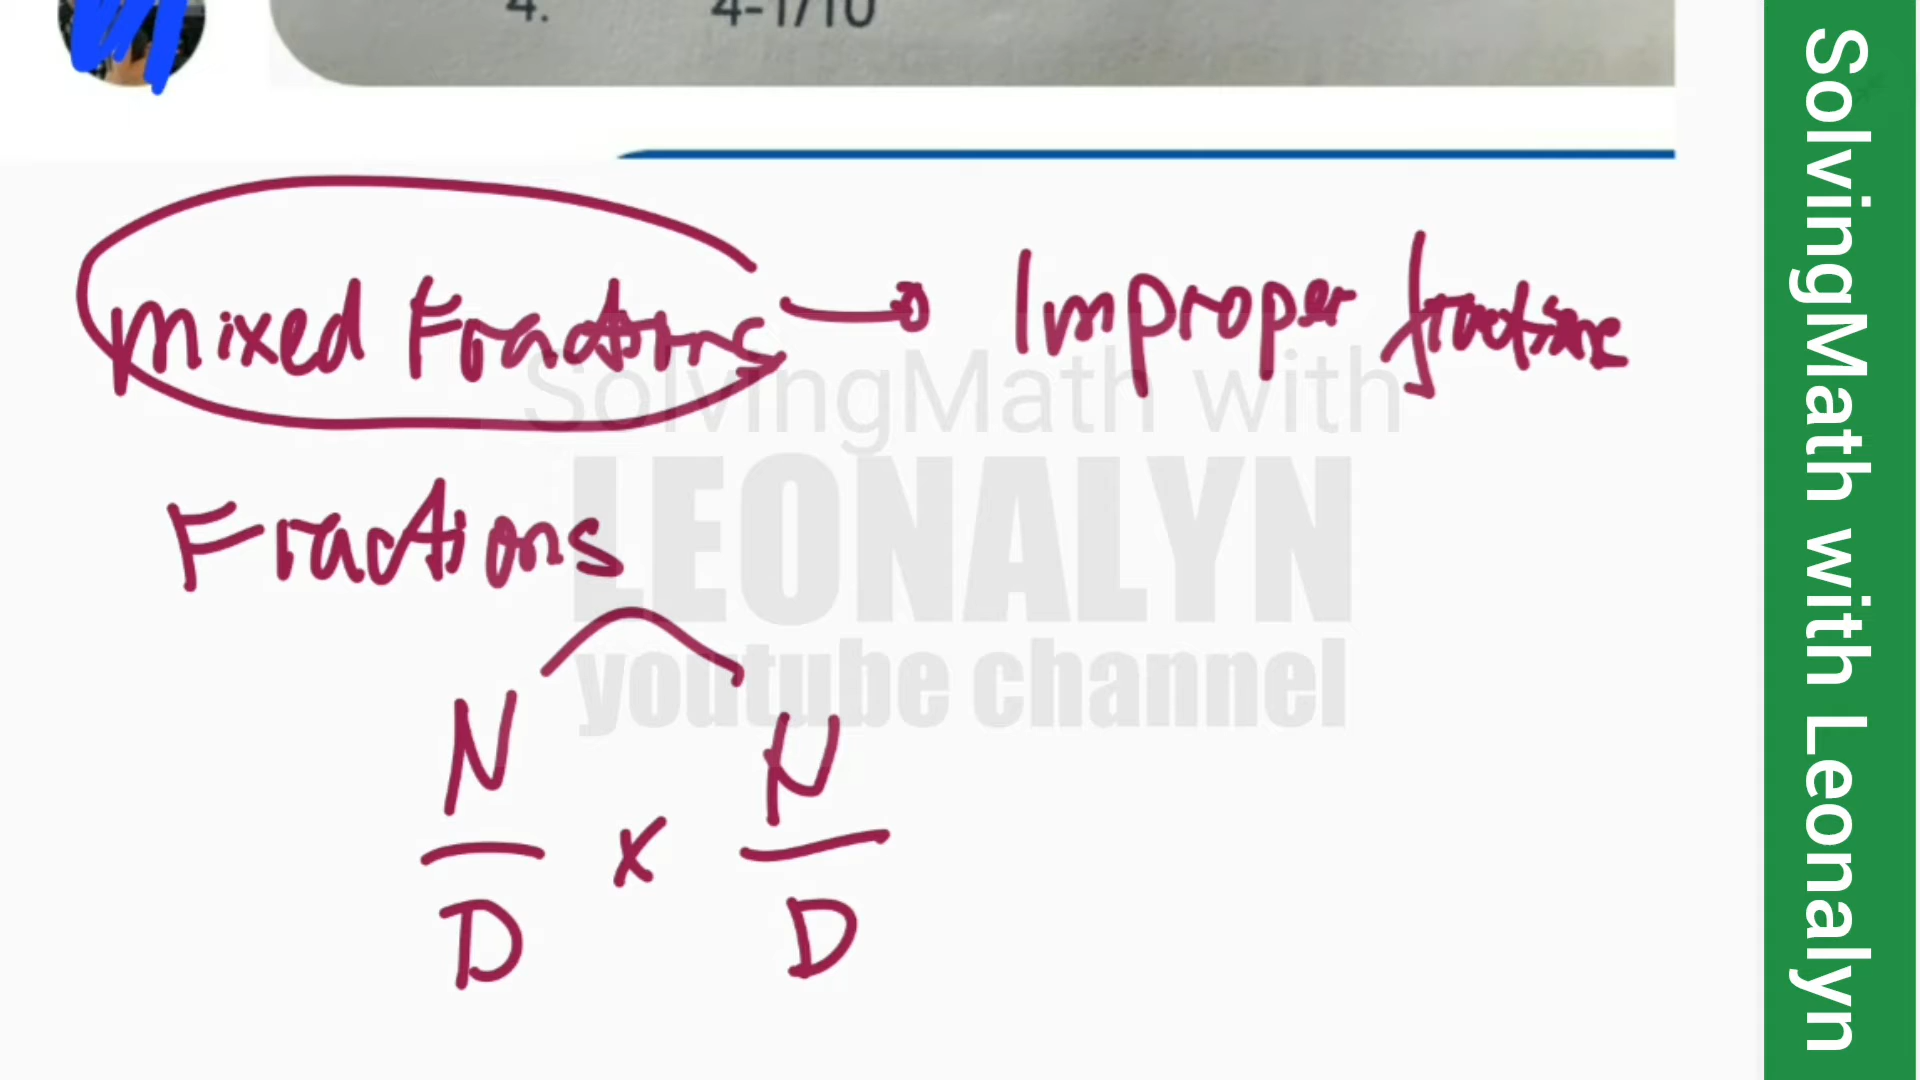 4. 4-1/10
mixed Fractions → Improper fractions
Fractions
N N
× 
D D
SolvingMath with
LEONALYN
youtube channel
SolvingMath with Leonalyn